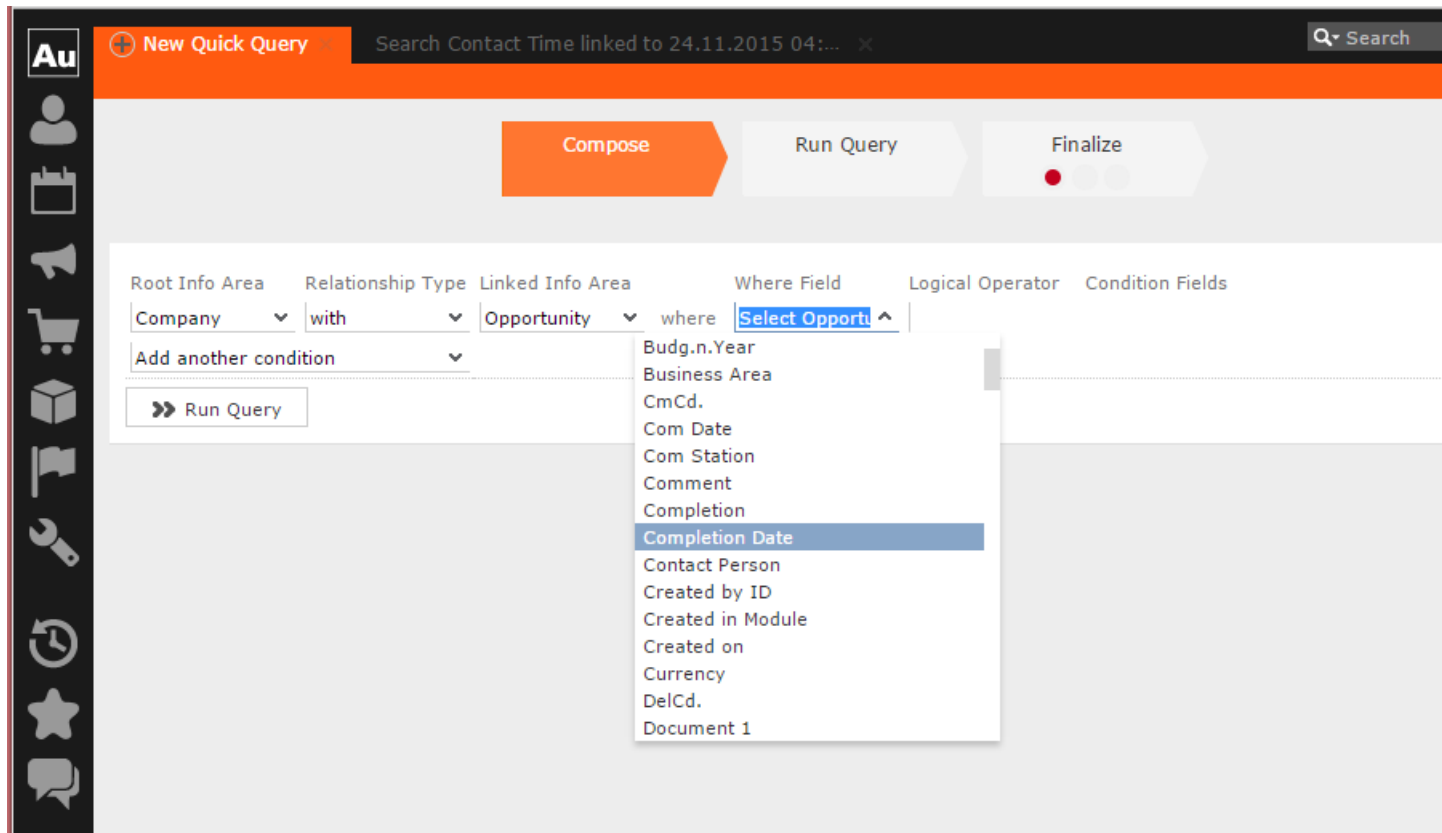 Au
New Quick Query
Search Contact Time linked to 24.11.2015 04:...
Search
Compose
Run Query
Finalize
Root Info Area Relationship Type Linked Info Area Where Field Logical Operator Condition Fields
Company with Opportunity where Select Opportu
Add another condition
Run Query
Budg.n.Year
Business Area
CmCd.
Com Date
Com Station
Comment
Completion
Completion Date
Contact Person
Created by ID
Created in Module
Created on
Currency
DelCd.
Document 1